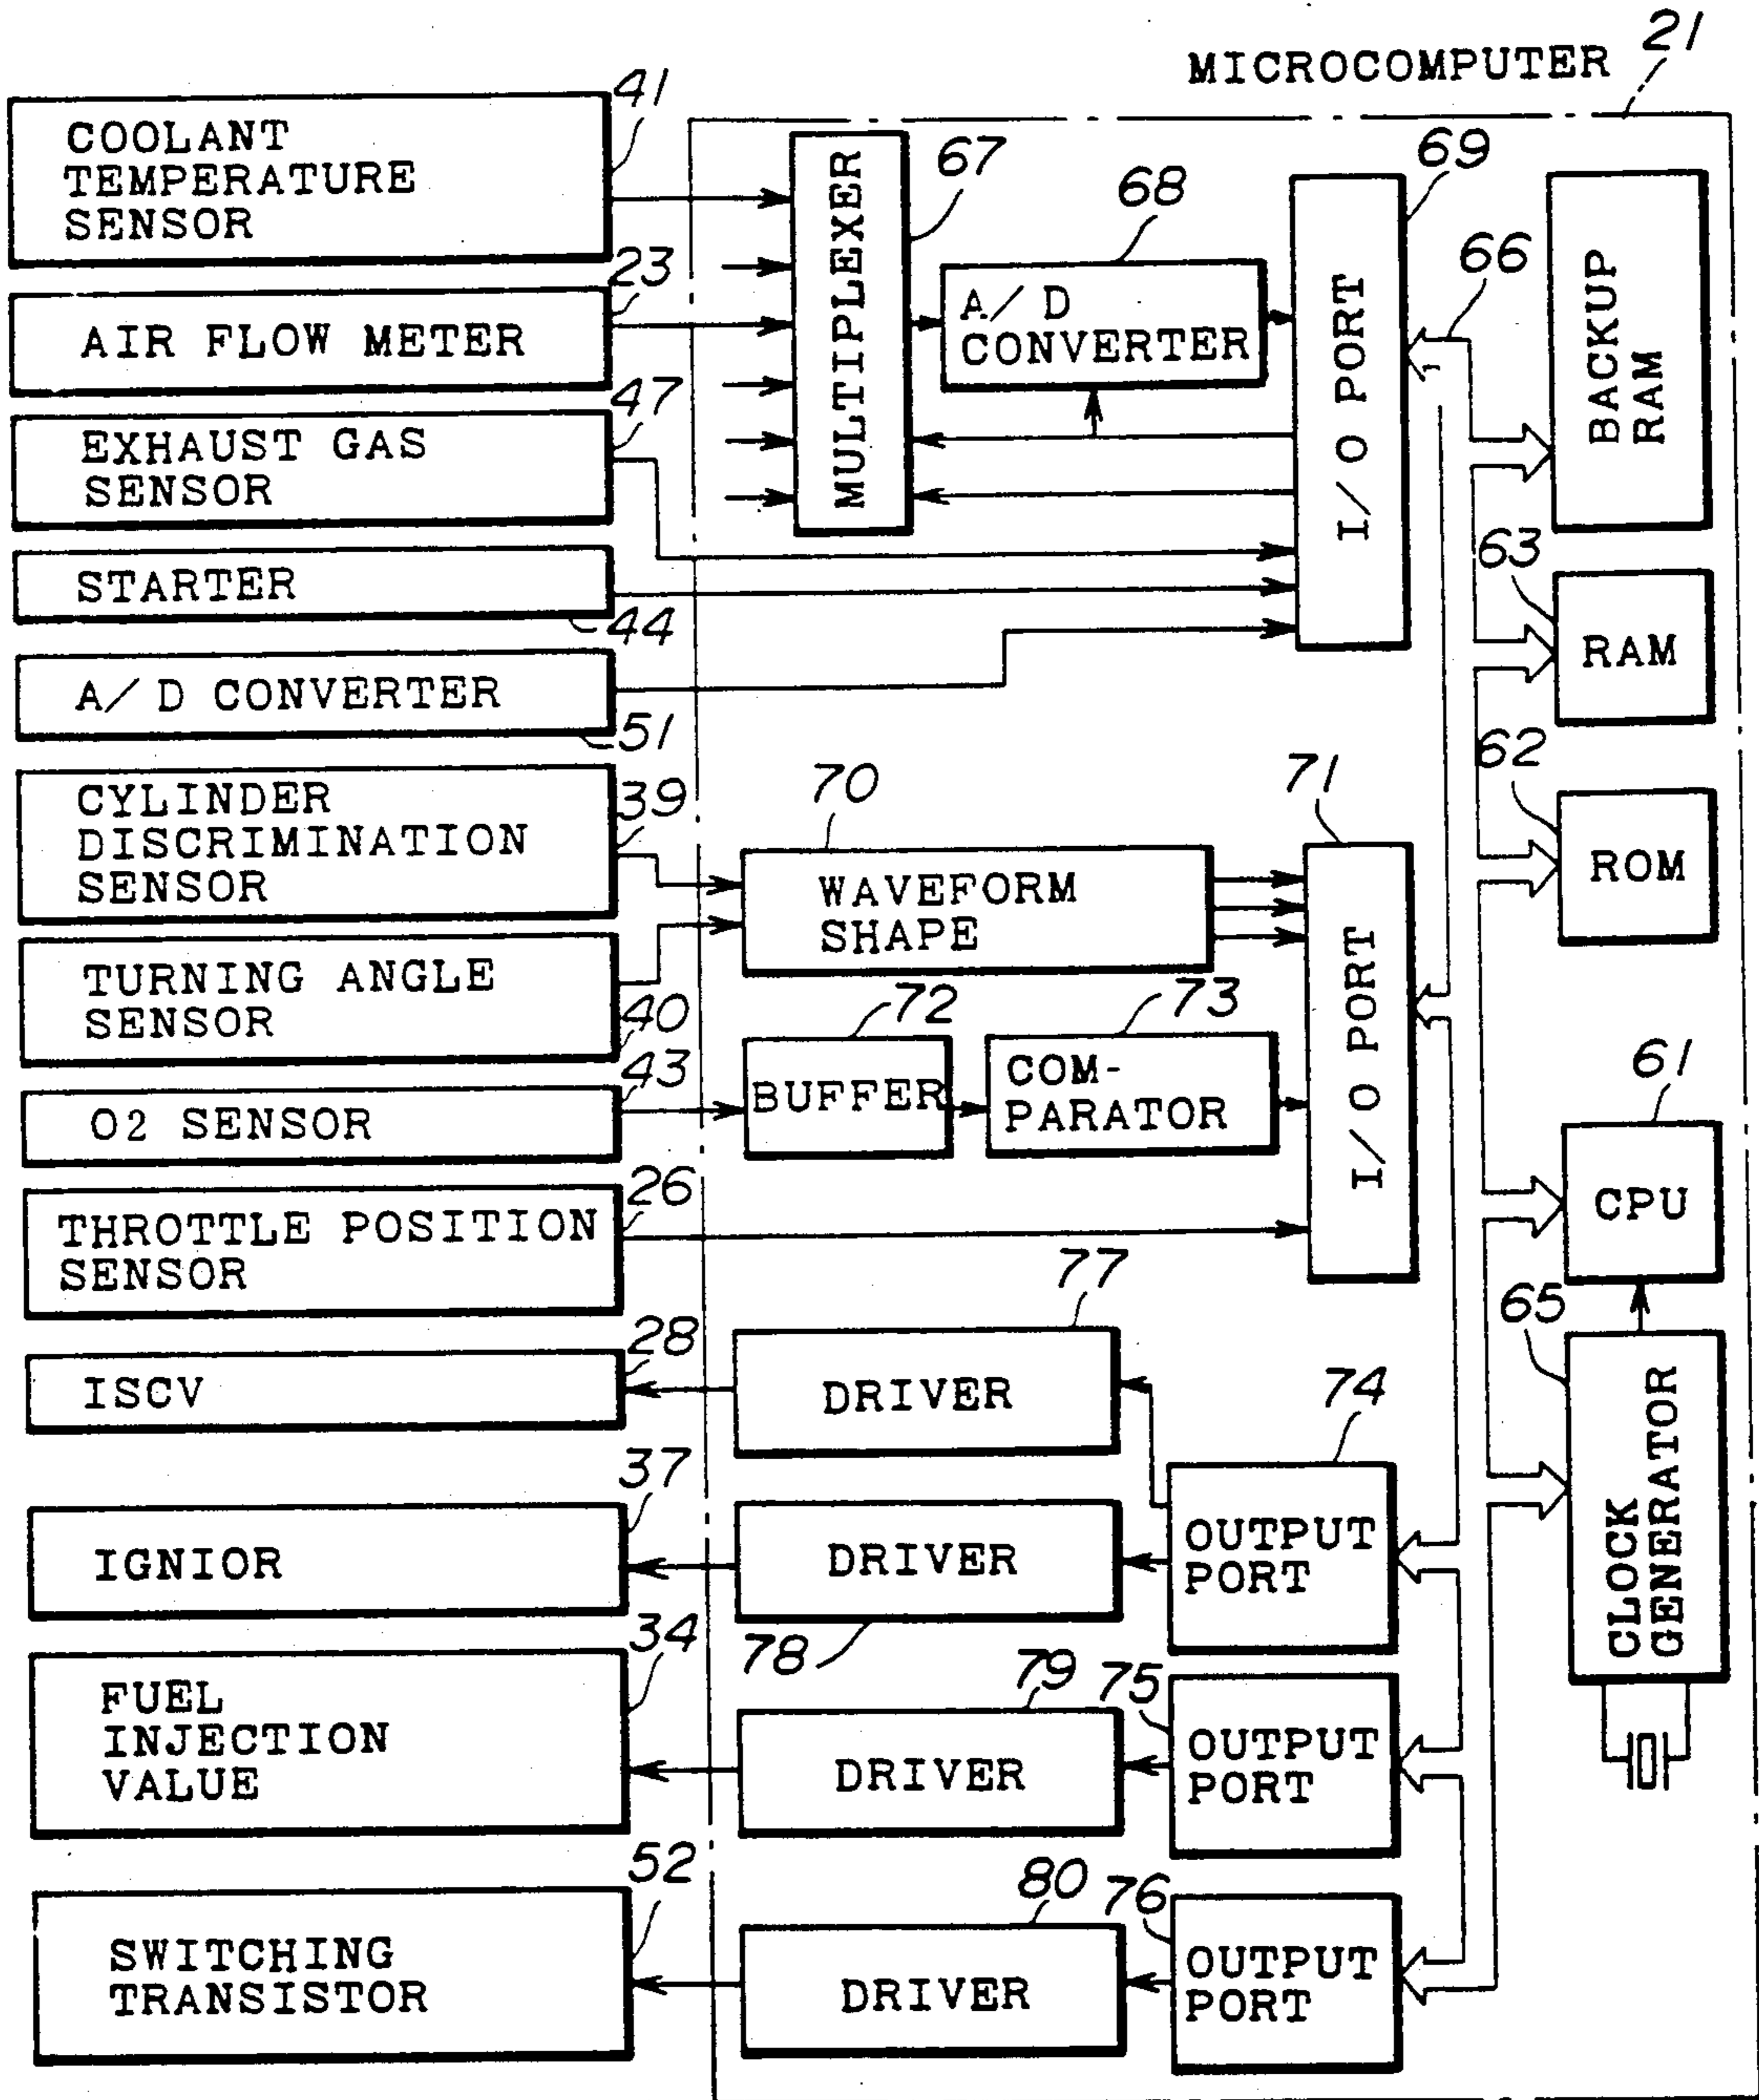 MICROCOMPUTER
21
COOLANT
TEMPERATURE
SENSOR
41
AIR FLOW METER
23
EXHAUST GAS
SENSOR
47
STARTER
44
A/D CONVERTER
51
CYLINDER
DISCRIMINATION
SENSOR
39
TURNING ANGLE
SENSOR
40
O2 SENSOR
43
THROTTLE POSITION
SENSOR
26
ISCV
28
IGNIOR
37
FUEL
INJECTION
VALUE
34
SWITCHING
TRANSISTOR
52
MULTIPLEXER
67
A/D
CONVERTER
68
I/O PORT
69
66
BACKUP
RAM
63
RAM
62
ROM
70
WAVEFORM
SHAPE
71
I/O PORT
72
BUFFER
73
COM-
PARATOR
61
CPU
65
CLOCK
GENERATOR
77
DRIVER
74
OUTPUT
PORT
DRIVER
78
79
DRIVER
75
OUTPUT
PORT
80
DRIVER
76
OUTPUT
PORT